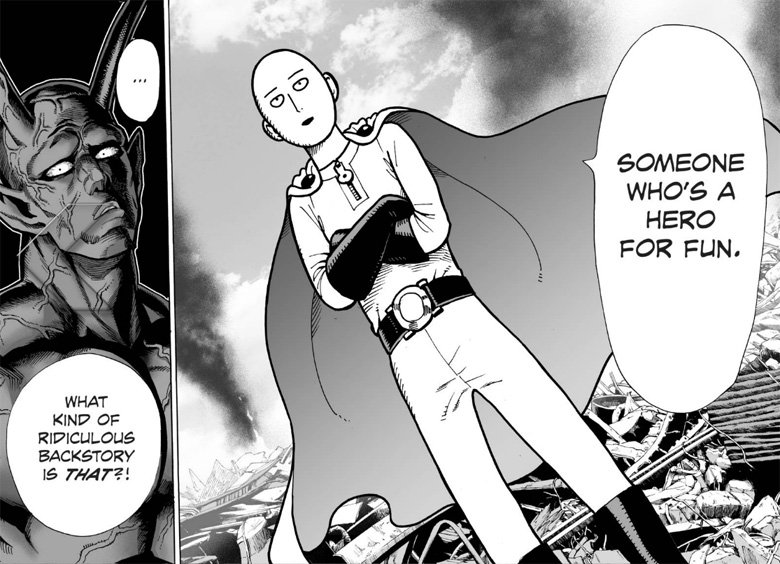 SOMEONE
WHO'S A
HERO
FOR FUN.
...
WHAT
KIND OF
RIDICULOUS
BACKSTORY
IS THAT?!